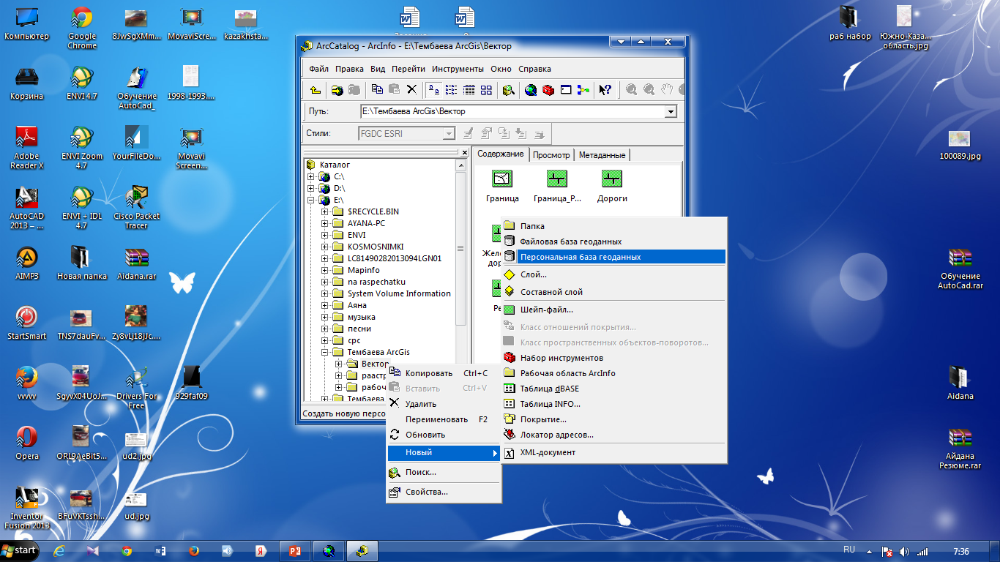 Компьютер
Google Chrome
8JwSgXMm...
MovaviScre...
kazakhsta...
раб набор
Южно-Каза... область.jpg
Корзина
ENVI 4.7
Обучение AutoCad_
1998-1993....
Adobe Reader X
ENVI Zoom 4.7
YourFileDo...
Movavi Screen...
100089.jpg
AutoCAD 2013 – ...
ENVI + IDL 4.7
Cisco Packet Tracer
AIMP3
Новая папка
Aidana.rar
Обучение AutoCad.rar
StartSmart
TNS7dauFv...
Zy8vLj18jJc....
vvvv
SgyvX04UoJ...
Drivers For Free
929faf09
Aidana
Opera
ORL9AeBit5...
ud2.jpg
Айдана Резюме.rar
Inventor Fusion 2013
BFuVKTssh...
ud.jpg
ArcCatalog - ArcInfo - E:\Тембаева ArcGis\Вектор
Файл Правка Вид Перейти Инструменты Окно Справка
Путь: E:\Тембаева ArcGis\Вектор
Стили: FGDC ESRI
Каталог
C:\
D:\
E:\
$RECYCLE.BIN
AYANA-PC
ENVI
KOSMOSNIMKI
LC81490282013094LGN01
Mapinfo
na raspechatku
System Volume Information
Аяна
музыка
песни
срс
Тембаева ArcGis
Вектор
раастр
рабоч
Тембаева
Создать новую персо
Содержание Просмотр Метаданные
Граница
Граница_Р...
Дороги
Желе
дор
Ре
Копировать Ctrl+C
Вставить Ctrl+V
Удалить
Переименовать F2
Обновить
Новый
Поиск...
Свойства...
Папка
Файловая база геоданных
Персональная база геоданных
Слой...
Составной слой
Шейп-файл...
Класс отношений покрытия...
Класс пространственных объектов-поворотов...
Набор инструментов
Рабочая область ArcInfo
Таблица dBASE
Таблица INFO...
Покрытие...
Локатор адресов...
XML-документ
start
RU
7:36